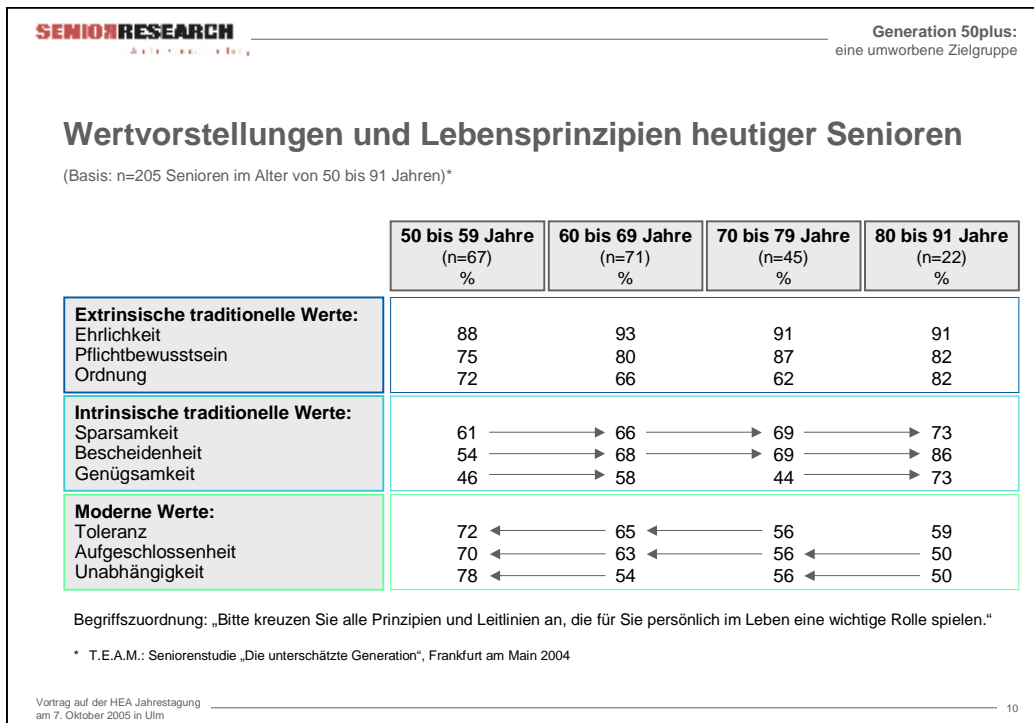 SENIORRESEARCH
Generation 50plus:
eine umworbene Zielgruppe
Wertvorstellungen und Lebensprinzipien heutiger Senioren
(Basis: n=205 Senioren im Alter von 50 bis 91 Jahren)*
50 bis 59 Jahre 60 bis 69 Jahre 70 bis 79 Jahre 80 bis 91 Jahre
(n=67) (n=71) (n=45) (n=22)
% % % %
Extrinsische traditionelle Werte:
Ehrlichkeit 88 93 91 91
Pflichtbewusstsein 75 80 87 82
Ordnung 72 66 62 82
Intrinsische traditionelle Werte:
Sparsamkeit 61 66 69 73
Bescheidenheit 54 68 69 86
Genügsamkeit 46 58 44 73
Moderne Werte:
Toleranz 72 65 56 59
Aufgeschlossenheit 70 63 56 50
Unabhängigkeit 78 54 56 50
Begriffszuordnung: „Bitte kreuzen Sie alle Prinzipien und Leitlinien an, die für Sie persönlich im Leben eine wichtige Rolle spielen.“
* T.E.A.M.: Seniorenstudie „Die unterschätzte Generation“, Frankfurt am Main 2004
Vortrag auf der HEA Jahrestagung
am 7. Oktober 2005 in Ulm
10